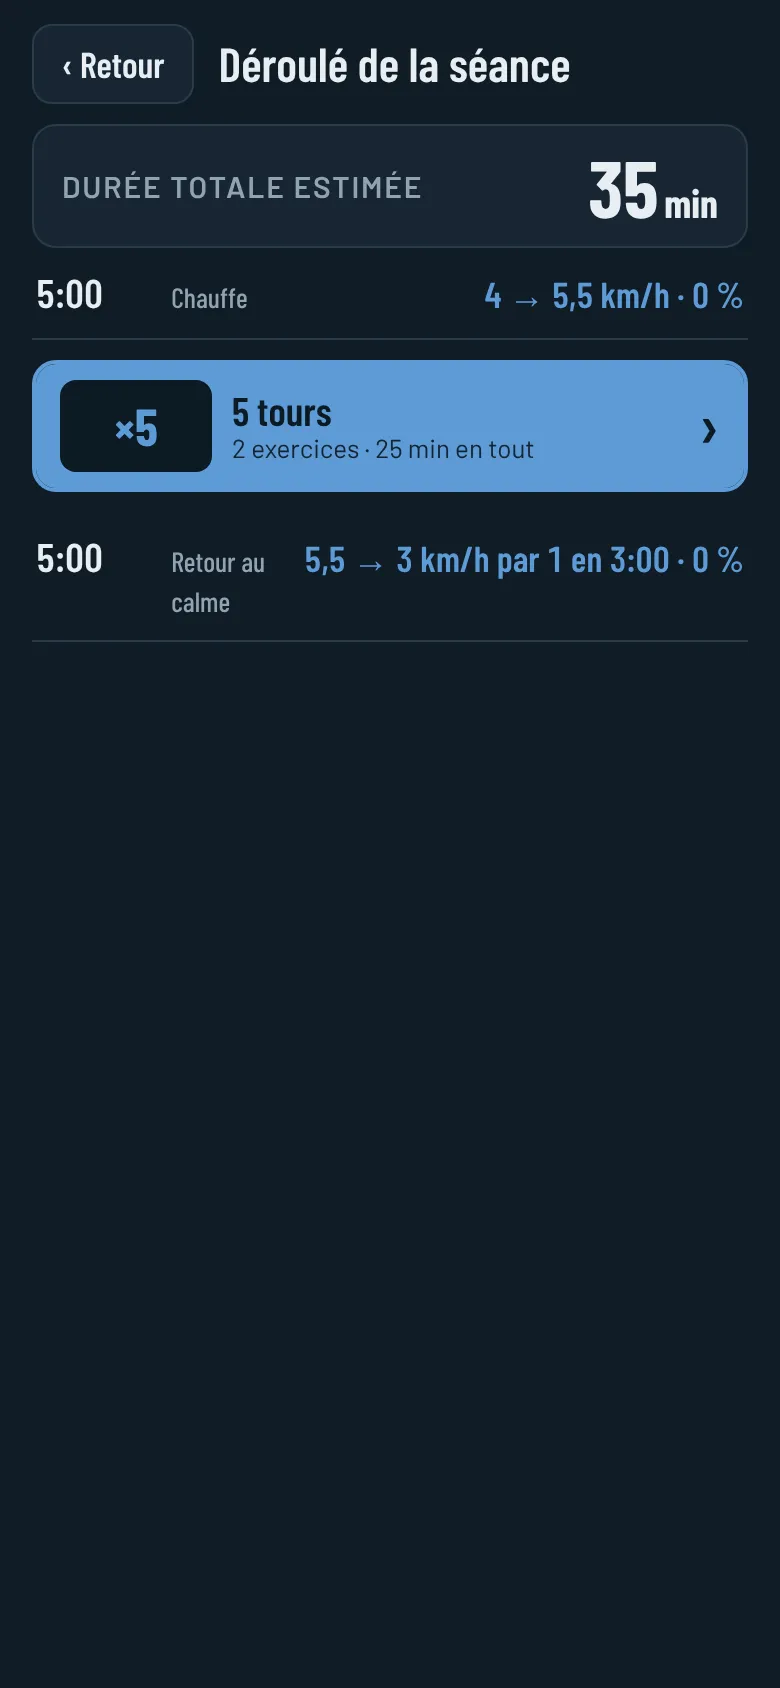 ‹ Retour
Déroulé de la séance
DURÉE TOTALE ESTIMÉE
35 min
5:00 Chauffe 4 → 5,5 km/h · 0 %
×5
5 tours
2 exercices · 25 min en tout
›
5:00 Retour au calme 5,5 → 3 km/h par 1 en 3:00 · 0 %